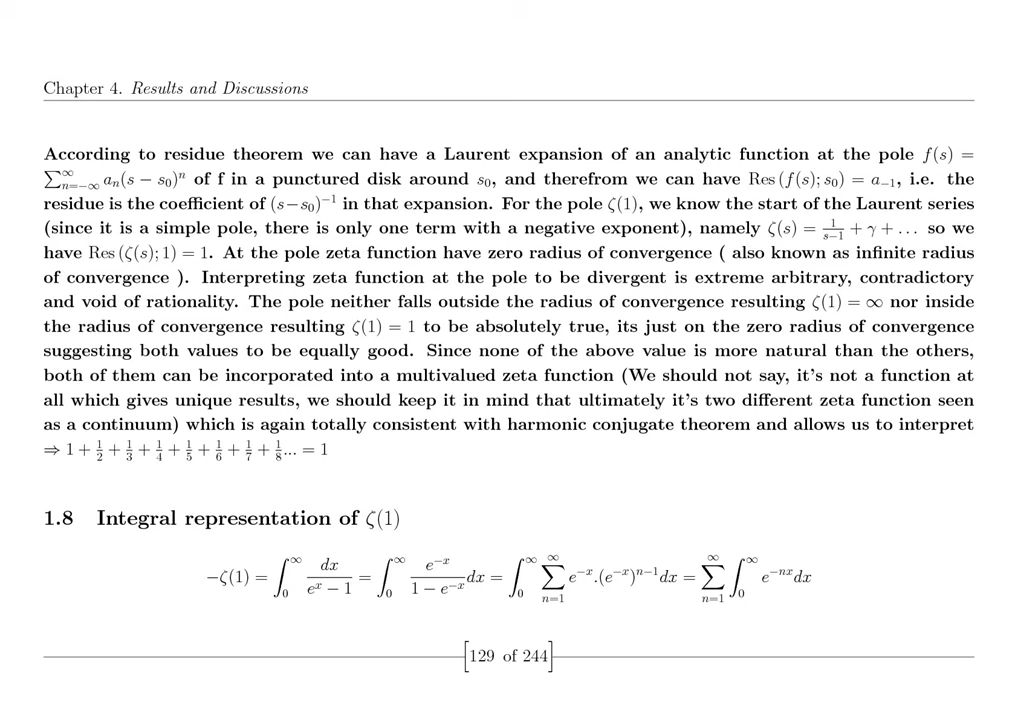 Chapter 4. Results and Discussions
According to residue theorem we can have a Laurent expansion of an analytic function at the pole f(s) =
∑_{n=−∞}^{∞} a_n(s − s_0)^n of f in a punctured disk around s_0, and therefrom we can have Res (f(s); s_0) = a_{−1}, i.e. the
residue is the coefficient of (s−s_0)^{−1} in that expansion. For the pole ζ(1), we know the start of the Laurent series
(since it is a simple pole, there is only one term with a negative exponent), namely ζ(s) = 1/(s−1) + γ + . . . so we
have Res (ζ(s); 1) = 1. At the pole zeta function have zero radius of convergence ( also known as infinite radius
of convergence ). Interpreting zeta function at the pole to be divergent is extreme arbitrary, contradictory
and void of rationality. The pole neither falls outside the radius of convergence resulting ζ(1) = ∞ nor inside
the radius of convergence resulting ζ(1) = 1 to be absolutely true, its just on the zero radius of convergence
suggesting both values to be equally good. Since none of the above value is more natural than the others,
both of them can be incorporated into a multivalued zeta function (We should not say, it's not a function at
all which gives unique results, we should keep it in mind that ultimately it's two different zeta function seen
as a continuum) which is again totally consistent with harmonic conjugate theorem and allows us to interpret
⇒ 1 + 1/2 + 1/3 + 1/4 + 1/5 + 1/6 + 1/7 + 1/8... = 1
1.8 Integral representation of ζ(1)
−ζ(1) = ∫_0^∞ dx/(e^x − 1) = ∫_0^∞ e^{−x}/(1 − e^{−x}) dx = ∫_0^∞ ∑_{n=1}^{∞} e^{−x}.(e^{−x})^{n−1}dx = ∑_{n=1}^{∞} ∫_0^∞ e^{−nx}dx
[129 of 244]